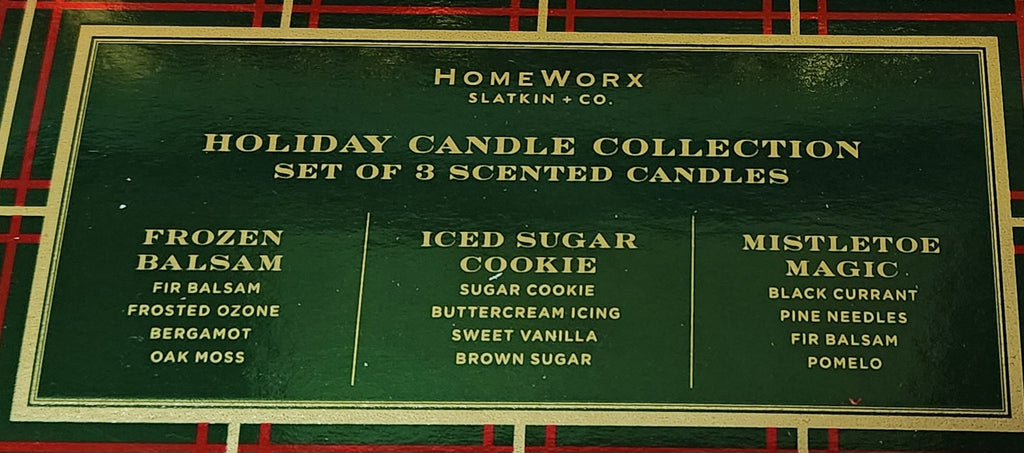 HOMEWORX
SLATKIN + CO.
HOLIDAY CANDLE COLLECTION
SET OF 3 SCENTED CANDLES
FROZEN
BALSAM
FIR BALSAM
FROSTED OZONE
BERGAMOT
OAK MOSS
ICED SUGAR
COOKIE
SUGAR COOKIE
BUTTERCREAM ICING
SWEET VANILLA
BROWN SUGAR
MISTLETOE
MAGIC
BLACK CURRANT
PINE NEEDLES
FIR BALSAM
POMELO